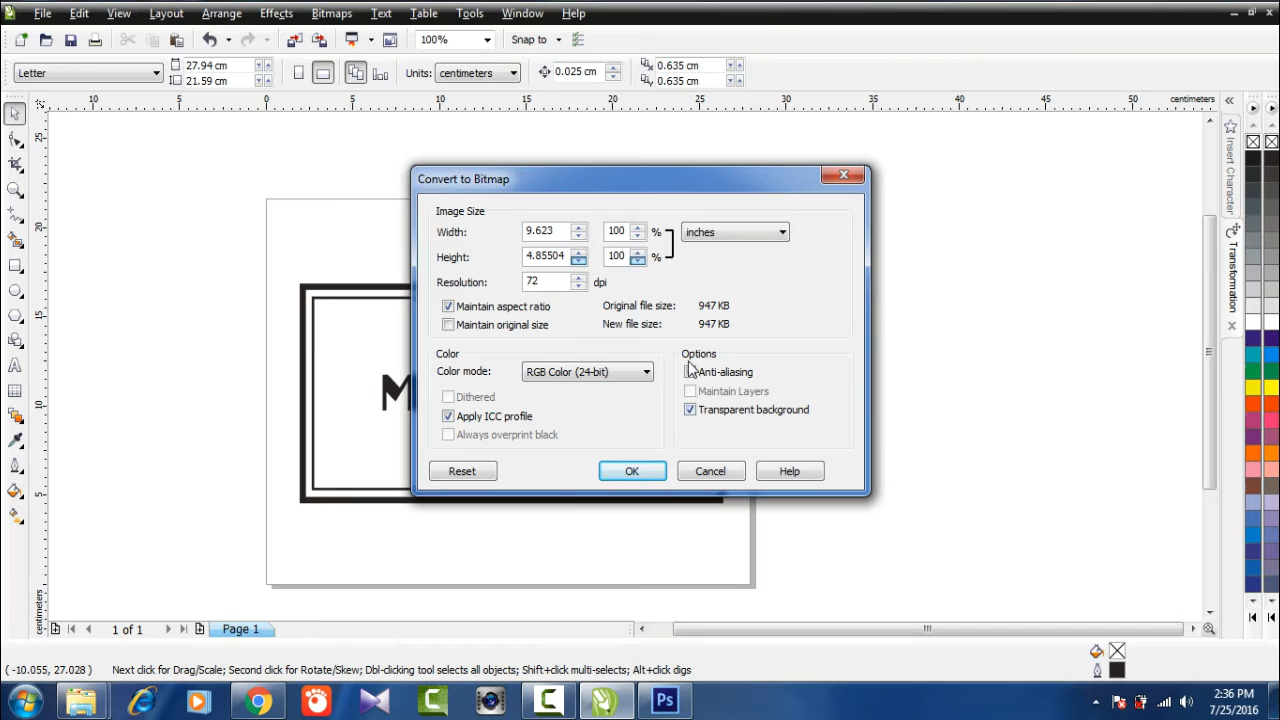 File Edit View Layout Arrange Effects Bitmaps Text Table Tools Window Help
100% Snap to
Letter 27.94 cm 21.59 cm Units: centimeters 0.025 cm 0.635 cm 0.635 cm
10 5 0 5 10 15 20 25 30 35 40 45 50 centimeters
25
20
15
10
5
centimeters
Convert to Bitmap
Image Size
Width: 9.623 100 % inches
Height: 4.85504 100 %
Resolution: 72 dpi
Maintain aspect ratio Original file size: 947 KB
Maintain original size New file size: 947 KB
Color Options
Color mode: RGB Color (24-bit) Anti-aliasing
Dithered Maintain Layers
Apply ICC profile Transparent background
Always overprint black
Reset OK Cancel Help
M
Insert Character
Transformation
1 of 1 Page 1
( -10.055, 27.028) Next click for Drag/Scale; Second click for Rotate/Skew; Dbl-clicking tool selects all objects; Shift+click multi-selects; Alt+click digs
Ps
2:36 PM
7/25/2016